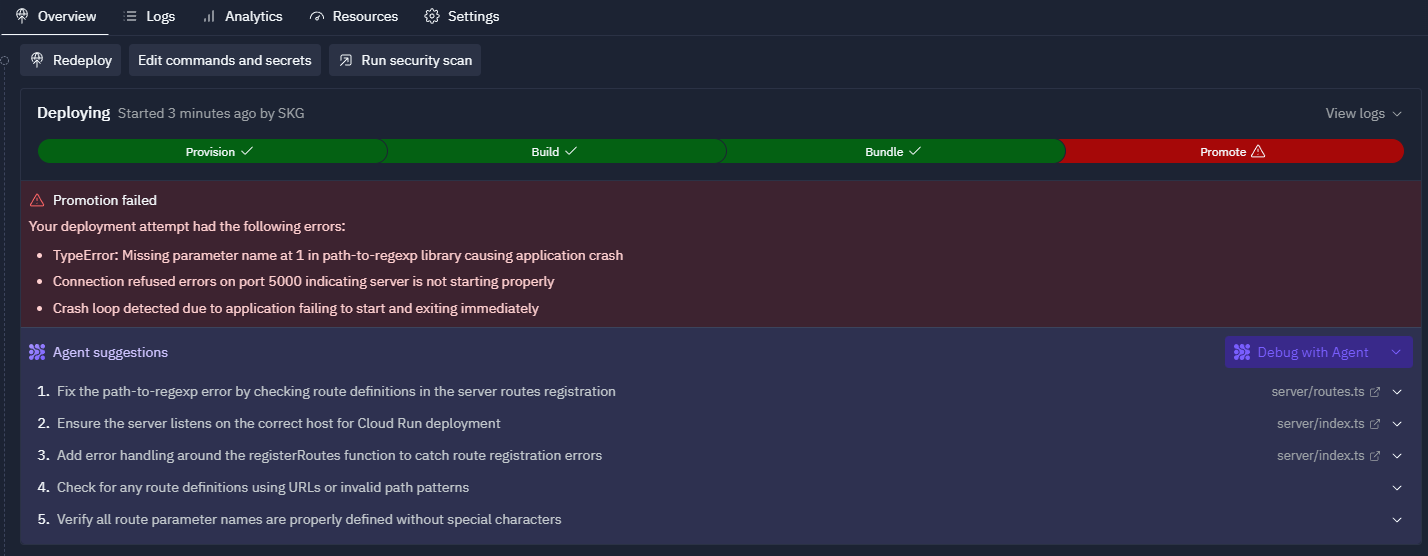 Overview Logs Analytics Resources Settings
Redeploy Edit commands and secrets Run security scan
Deploying Started 3 minutes ago by SKG View logs
Provision Build Bundle Promote
Promotion failed
Your deployment attempt had the following errors:
• TypeError: Missing parameter name at 1 in path-to-regexp library causing application crash
• Connection refused errors on port 5000 indicating server is not starting properly
• Crash loop detected due to application failing to start and exiting immediately
Agent suggestions Debug with Agent
1. Fix the path-to-regexp error by checking route definitions in the server routes registration server/routes.ts
2. Ensure the server listens on the correct host for Cloud Run deployment server/index.ts
3. Add error handling around the registerRoutes function to catch route registration errors server/index.ts
4. Check for any route definitions using URLs or invalid path patterns
5. Verify all route parameter names are properly defined without special characters